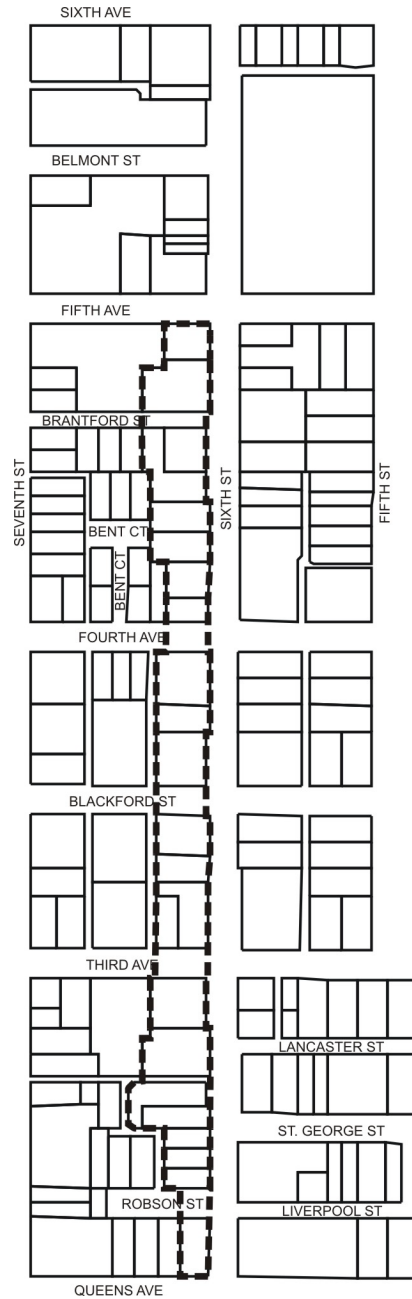 SIXTH AVE
BELMONT ST
FIFTH AVE
BRANTFORD ST
SEVENTH ST
SIXTH ST
FIFTH ST
BENT CT
BENT CT
FOURTH AVE
BLACKFORD ST
THIRD AVE
LANCASTER ST
ST. GEORGE ST
ROBSON ST
LIVERPOOL ST
QUEENS AVE